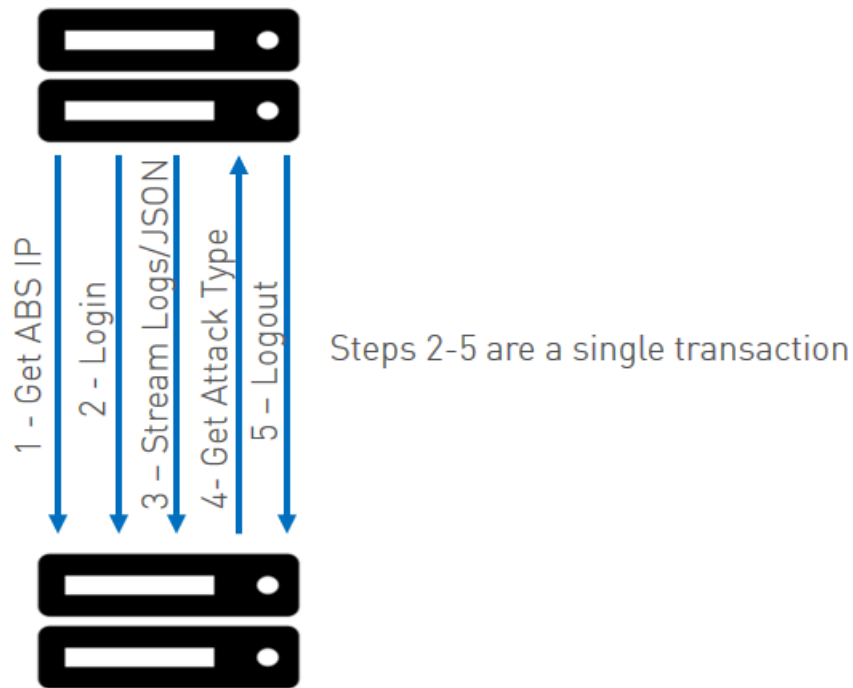 1 - Get ABS IP
2 - Login
3 – Stream Logs/JSON
4- Get Attack Type
5 – Logout
Steps 2-5 are a single transaction